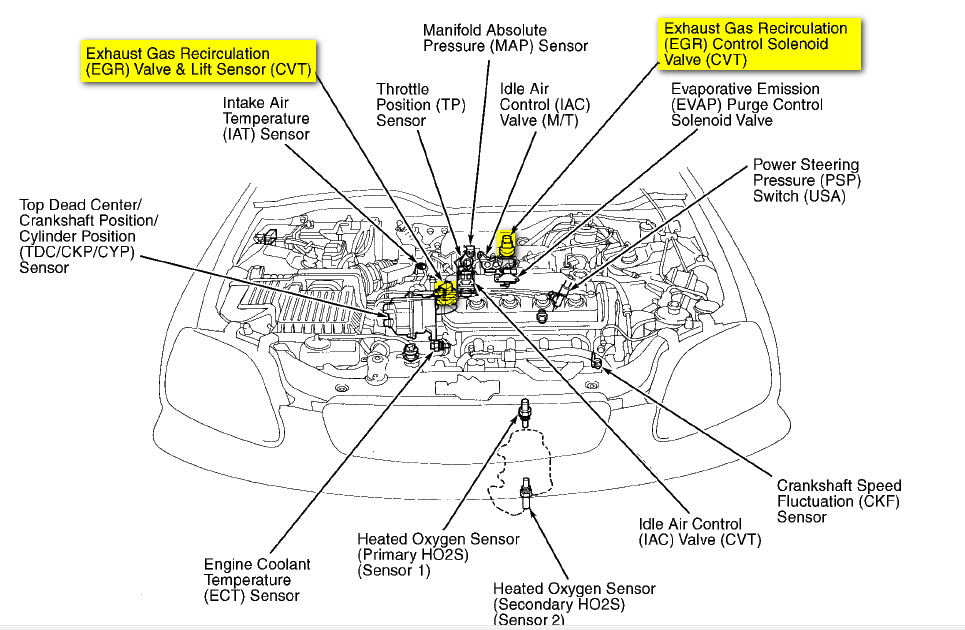 Manifold Absolute
Pressure (MAP) Sensor
Exhaust Gas Recirculation
(EGR) Control Solenoid
Valve (CVT)
Exhaust Gas Recirculation
(EGR) Valve & Lift Sensor (CVT)
Throttle
Position (TP)
Sensor
Idle Air
Control (IAC)
Valve (M/T)
Evaporative Emission
(EVAP) Purge Control
Solenoid Valve
Intake Air
Temperature
(IAT) Sensor
Power Steering
Pressure (PSP)
Switch (USA)
Top Dead Center/
Crankshaft Position/
Cylinder Position
(TDC/CKP/CYP)
Sensor
Crankshaft Speed
Fluctuation (CKF)
Sensor
Idle Air Control
(IAC) Valve (CVT)
Heated Oxygen Sensor
(Primary HO2S)
(Sensor 1)
Engine Coolant
Temperature
(ECT) Sensor
Heated Oxygen Sensor
(Secondary HO2S)
(Sensor 2)